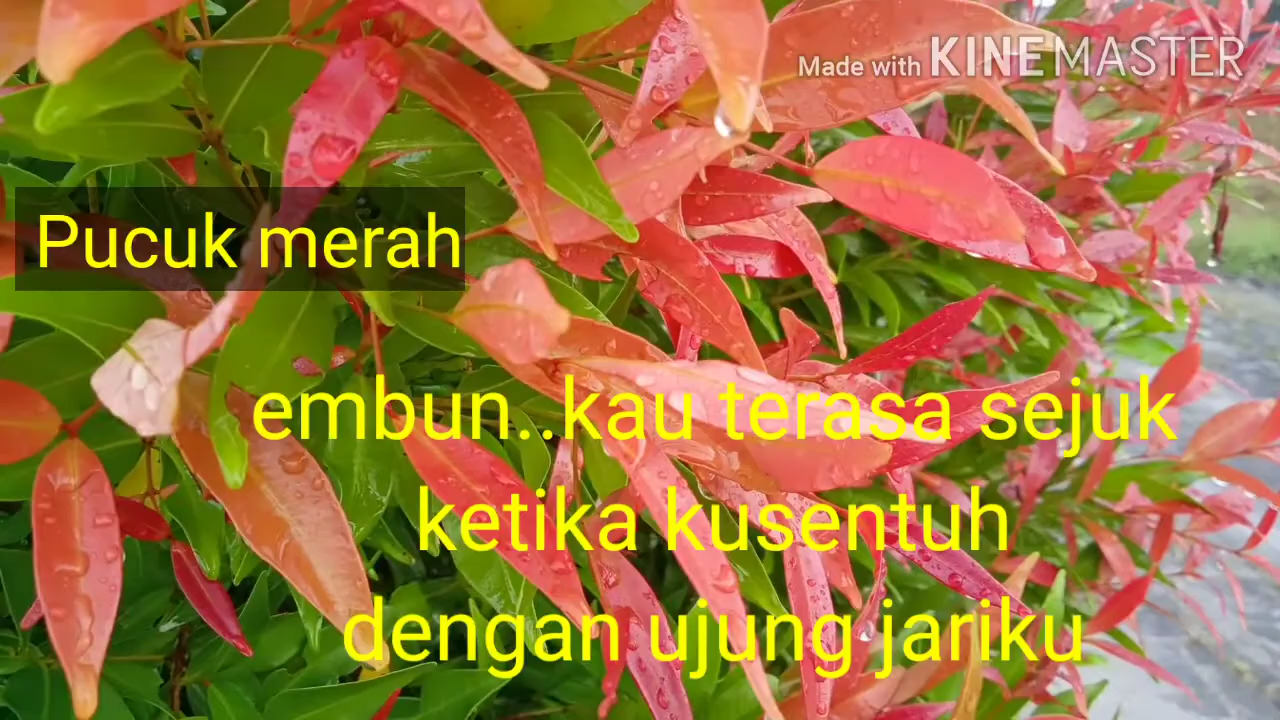 Made with KINEMASTER
Pucuk merah
embun..kau terasa sejuk
ketika kusentuh
dengan ujung jariku